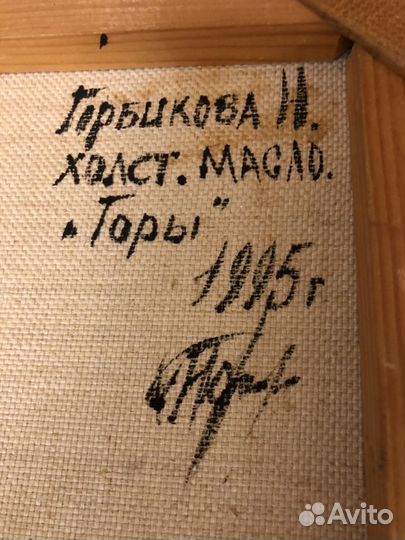 Горбикова Н.
холст. масло.
„Горы"
1995 г
Avito